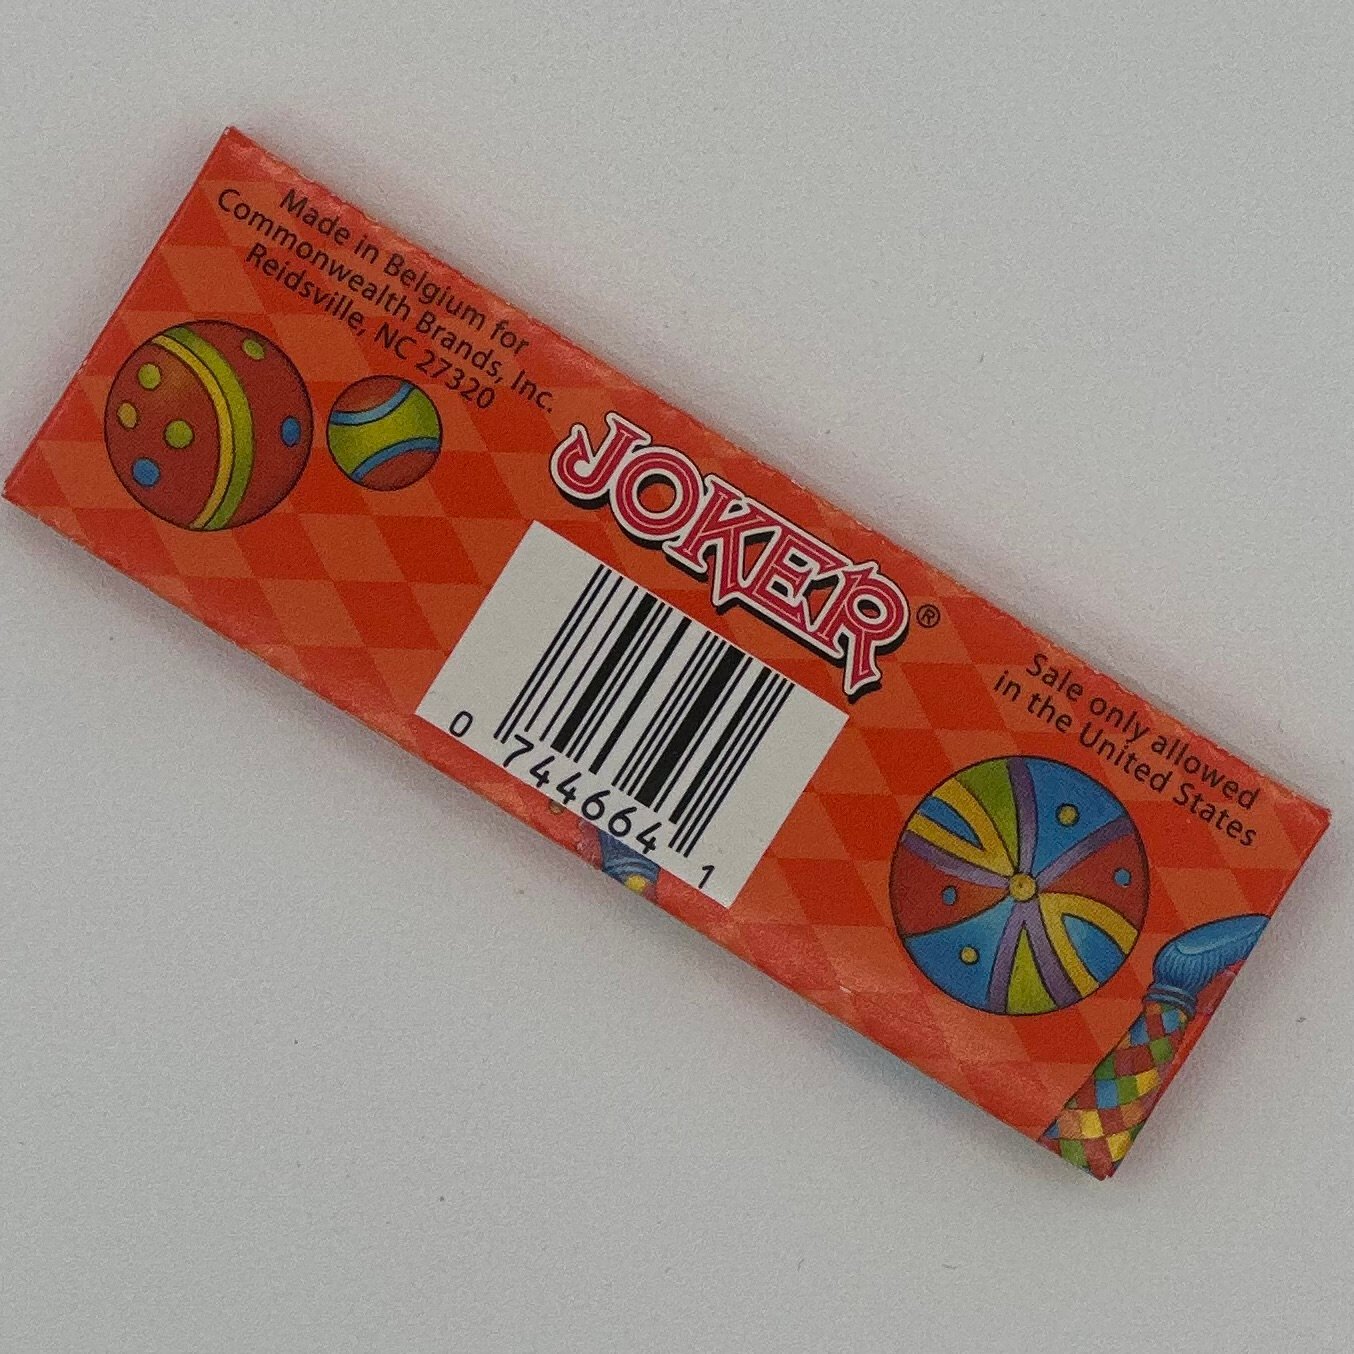 Made in Belgium for
Commonwealth Brands, Inc.
Reidsville, NC 27320
JOKER®
0 744664 1
Sale only allowed
in the United States